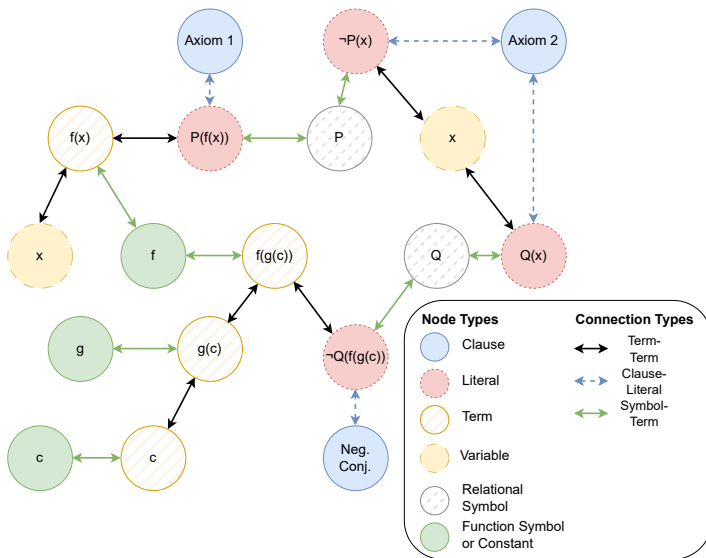 Axiom 1
¬P(x)
Axiom 2
f(x)
P(f(x))
P
x
x
f
f(g(c))
Q
Q(x)
g
g(c)
¬Q(f(g(c))
c
c
Neg.
Conj.
Node Types
Clause
Literal
Term
Variable
Relational
Symbol
Function Symbol
or Constant
Connection Types
Term-
Term
Clause-
Literal
Symbol-
Term